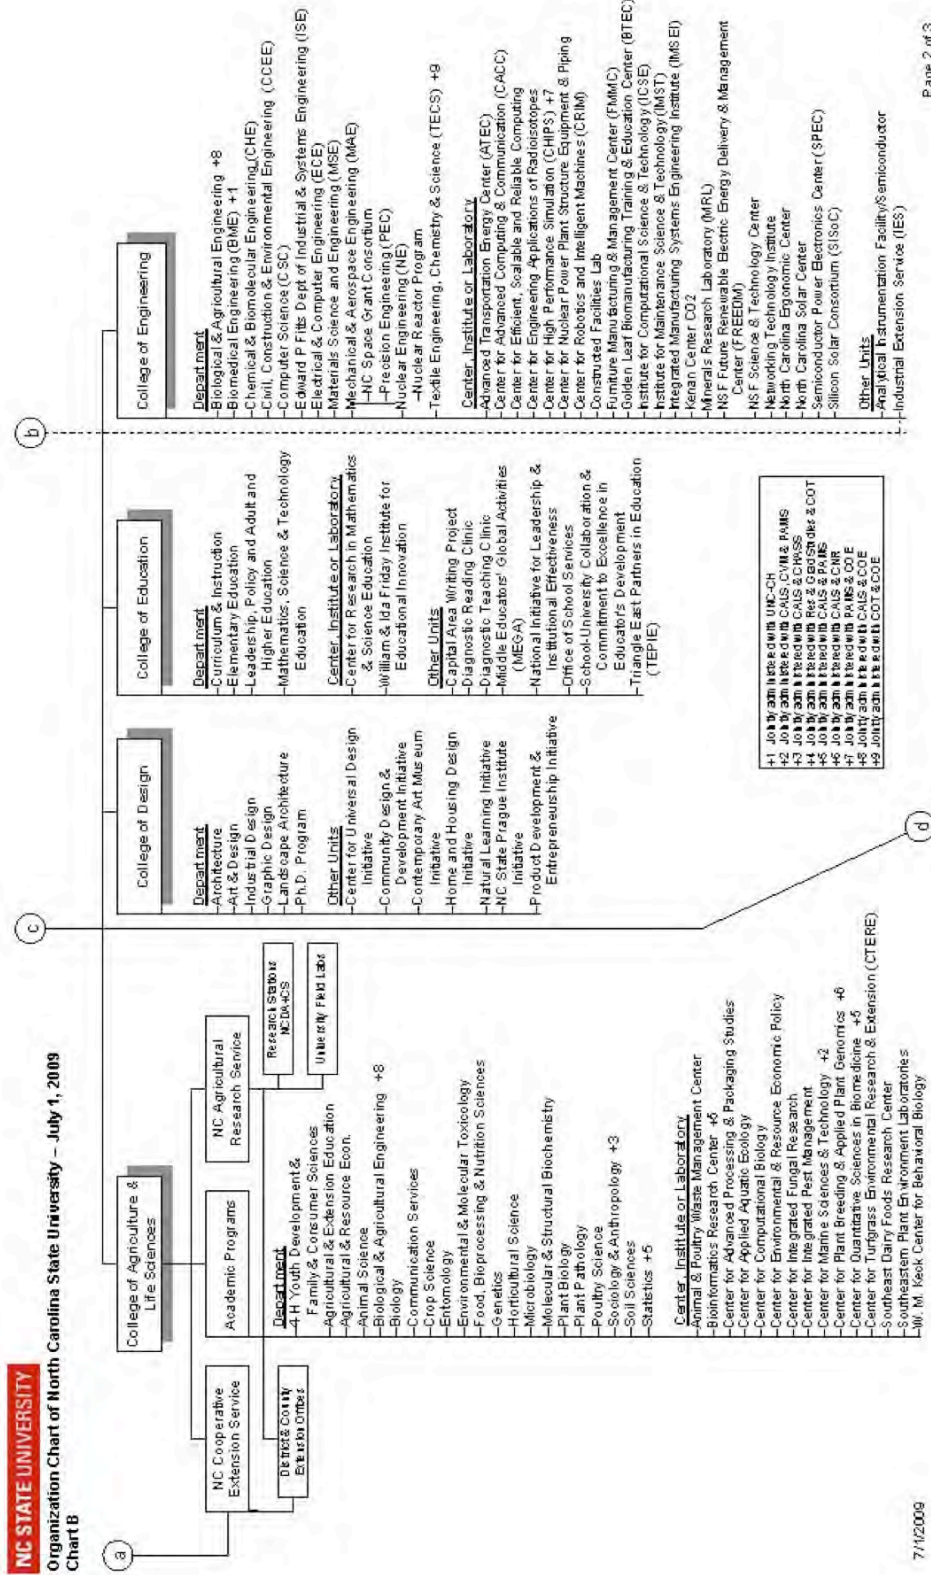 NC STATE UNIVERSITY
Organization Chart of North Carolina State University – July 1, 2009
Chart B
a
c
b
College of Agriculture &
Life Sciences
NC Cooperative
Extension Service
Academic Programs
NC Agricultural
Research Service
District & County
Extension Offices
Research Stations
NCDA+CS
University Field Labs
Department
4-H Youth Development &
Family & Consumer Sciences
Agricultural & Extension Education
Agricultural & Resource Econ.
Animal Science
Biological & Agricultural Engineering +8
Biology
Communication Services
Crop Science
Entomology
Environmental & Molecular Toxicology
Food, Bioprocessing & Nutrition Sciences
Genetics
Horticultural Science
Microbiology
Molecular & Structural Biochemistry
Plant Biology
Plant Pathology
Poultry Science
Sociology & Anthropology +3
Soil Sciences
Statistics +5
Center, Institute or Laboratory
Animal & Poultry Waste Management Center
Bioinformatics Research Center +5
Center for Advanced Processing & Packaging Studies
Center for Applied Aquatic Ecology
Center for Computational Biology
Center for Environmental & Resource Economic Policy
Center for Integrated Fungal Research
Center for Integrated Pest Management
Center for Marine Sciences & Technology +2
Center for Plant Breeding & Applied Plant Genomics +6
Center for Quantitative Sciences in Biomedicine +5
Center for Turfgrass Environmental Research & Extension (CTERE)
Southeast Dairy Foods Research Center
Southeastern Plant Environment Laboratories
W. M. Keck Center for Behavioral Biology
College of Design
Department
Architecture
Art & Design
Industrial Design
Graphic Design
Landscape Architecture
Ph.D. Program
Other Units
Center for Universal Design
Initiative
Community Design &
Development Initiative
Contemporary Art Museum
Initiative
Home and Housing Design
Initiative
Natural Learning Initiative
NC State Prague Institute
Initiative
Product Development &
Entrepreneurship Initiative
College of Education
Department
Curriculum & Instruction
Elementary Education
Leadership, Policy and Adult and
Higher Education
Mathematics, Science & Technology
Education
Center, Institute or Laboratory
Center for Research in Mathematics
& Science Education
William & Ida Friday Institute for
Educational Innovation
Other Units
Capital Area Writing Project
Diagnostic Reading Clinic
Diagnostic Teaching Clinic
Middle Educators' Global Activities
(MEGA)
National Initiative for Leadership &
Institutional Effectiveness
Office of School Services
School-University Collaboration &
Commitment to Excellence in
Educator's Development
Triangle East Partners in Education
(TEPIE)
College of Engineering
Department
Biological & Agricultural Engineering +8
Biomedical Engineering (BME) +1
Chemical & Biomolecular Engineering (CHE)
Civil, Construction & Environmental Engineering (CCEE)
Computer Science (CSC)
Edward P Fitts Dept of Industrial & Systems Engineering (ISE)
Electrical & Computer Engineering (ECE)
Materials Science and Engineering (MSE)
Mechanical & Aerospace Engineering (MAE)
NC Space Grant Consortium
Precision Engineering (PEC)
Nuclear Engineering (NE)
Nuclear Reactor Program
Textile Engineering, Chemistry & Science (TECS) +9
Center, Institute or Laboratory
Advanced Transportation Energy Center (ATEC)
Center for Advanced Computing & Communication (CACC)
Center for Efficient, Scalable and Reliable Computing
Center for Engineering Applications of Radioisotopes
Center for High Performance Simulation (CHiPS) +7
Center for Nuclear Power Plant Structure Equipment & Piping
Center for Robotics and Intelligent Machines (CRIM)
Constructed Facilities Lab
Furniture Manufacturing & Management Center (FMMC)
Golden Leaf Biomanufacturing Training & Education Center (BTEC)
Institute for Computational Science & Technology (ICSE)
Institute for Maintenance Science & Technology (IMST)
Integrated Manufacturing Systems Engineering Institute (IMSEI)
Kenan Center CO2
Minerals Research Laboratory (MRL)
NSF Future Renewable Electric Energy Delivery & Management
Center (FREEDM)
NSF Science & Technology Center
Networking Technology Institute
North Carolina Ergonomic Center
North Carolina Solar Center
Semiconductor Power Electronics Center (SPEC)
Silicon Solar Consortium (SiSoC)
Other Units
Analytical Instrumentation Facility/Semiconductor
Industrial Extension Service (IES)
+1 Jointly administered with UNC-CH
+2 Jointly administered with CALS, CVM & PAMS
+3 Jointly administered with CALS & CHASS
+4 Jointly administered with Res & Grad Studies & COT
+5 Jointly administered with CALS & PAMS
+6 Jointly administered with CALS & CNR
+7 Jointly administered with PAMS & COE
+8 Jointly administered with CALS & COE
+9 Jointly administered with COT & COE
d
7/1/2009
Page 2 of 3